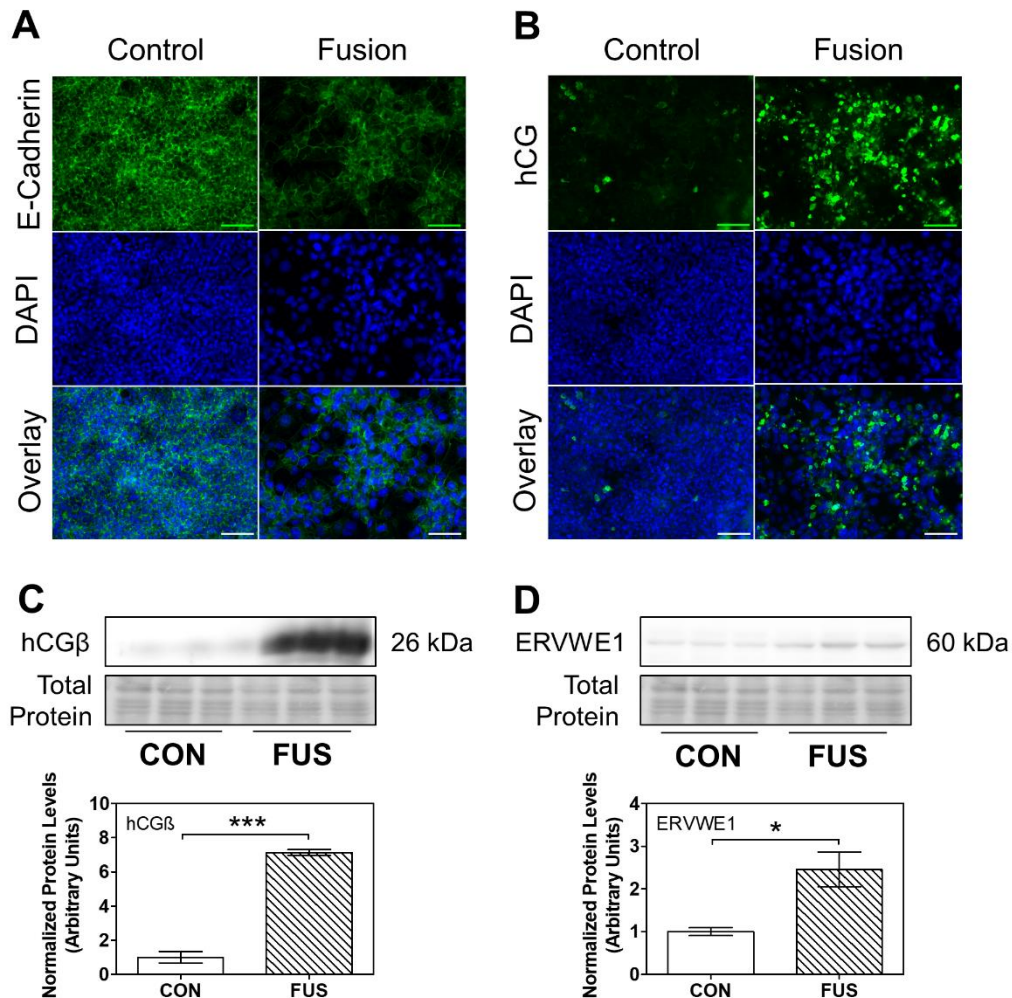 A
Control Fusion
E-Cadherin
DAPI
Overlay
B
Control Fusion
hCG
DAPI
Overlay
C
hCGβ 26 kDa
Total
Protein
CON FUS
Normalized Protein Levels
(Arbitrary Units)
hCGß
***
10
8
6
4
2
0
CON FUS
D
ERVWE1 60 kDa
Total
Protein
CON FUS
Normalized Protein Levels
(Arbitrary Units)
ERVWE1
*
4
3
2
1
0
CON FUS